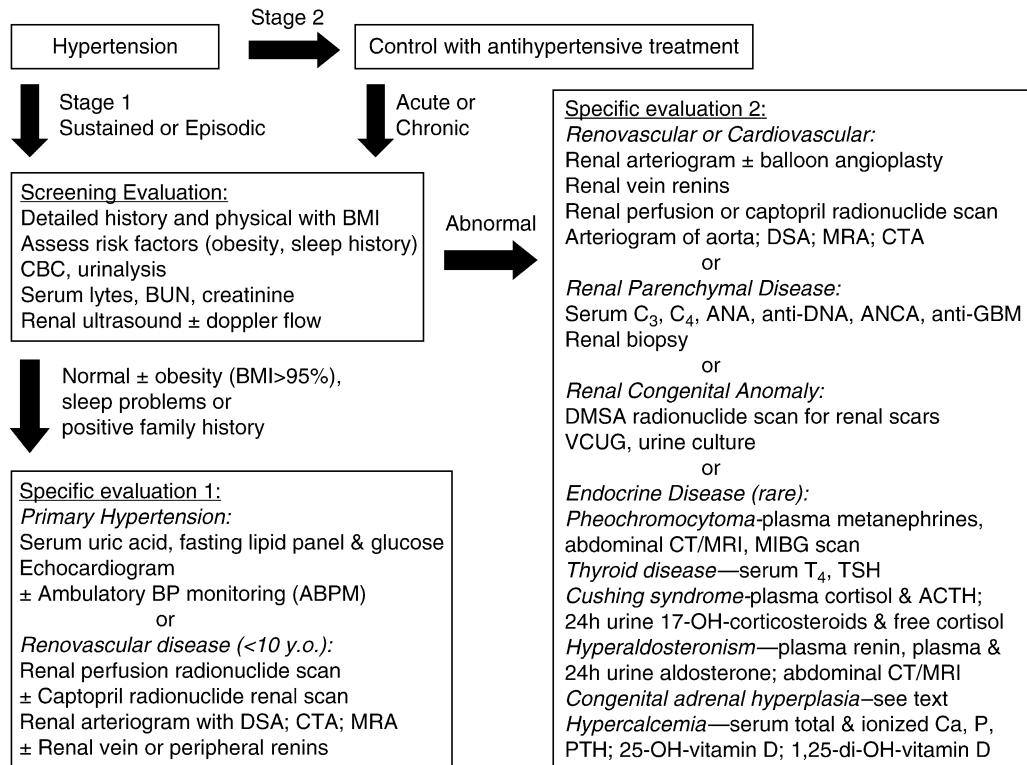 Hypertension
Stage 2
Control with antihypertensive treatment
Stage 1
Sustained or Episodic
Acute or
Chronic
Screening Evaluation:
Detailed history and physical with BMI
Assess risk factors (obesity, sleep history)
CBC, urinalysis
Serum lytes, BUN, creatinine
Renal ultrasound ± doppler flow
Abnormal
Normal ± obesity (BMI>95%),
sleep problems or
positive family history
Specific evaluation 1:
Primary Hypertension:
Serum uric acid, fasting lipid panel & glucose
Echocardiogram
± Ambulatory BP monitoring (ABPM)
or
Renovascular disease (<10 y.o.):
Renal perfusion radionuclide scan
± Captopril radionuclide renal scan
Renal arteriogram with DSA; CTA; MRA
± Renal vein or peripheral renins
Specific evaluation 2:
Renovascular or Cardiovascular:
Renal arteriogram ± balloon angioplasty
Renal vein renins
Renal perfusion or captopril radionuclide scan
Arteriogram of aorta; DSA; MRA; CTA
or
Renal Parenchymal Disease:
Serum C₃, C₄, ANA, anti-DNA, ANCA, anti-GBM
Renal biopsy
or
Renal Congenital Anomaly:
DMSA radionuclide scan for renal scars
VCUG, urine culture
or
Endocrine Disease (rare):
Pheochromocytoma-plasma metanephrines,
abdominal CT/MRI, MIBG scan
Thyroid disease—serum T₄, TSH
Cushing syndrome-plasma cortisol & ACTH;
24h urine 17-OH-corticosteroids & free cortisol
Hyperaldosteronism—plasma renin, plasma &
24h urine aldosterone; abdominal CT/MRI
Congenital adrenal hyperplasia–see text
Hypercalcemia—serum total & ionized Ca, P,
PTH; 25-OH-vitamin D; 1,25-di-OH-vitamin D